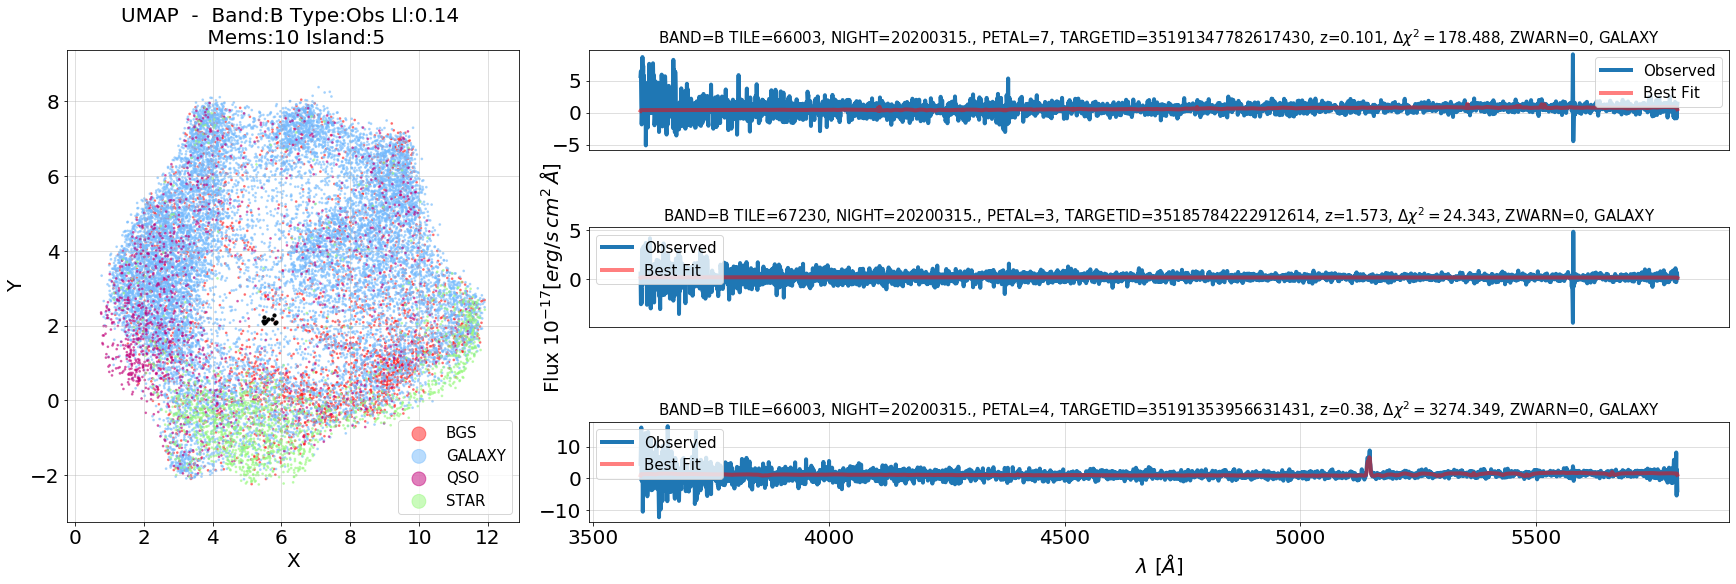 UMAP - Band:B Type:Obs Ll:0.14
Mems:10 Island:5
8
6
4
2
0
−2
Y
0 2 4 6 8 10 12
X
BGS
GALAXY
QSO
STAR
BAND=B TILE=66003, NIGHT=20200315., PETAL=7, TARGETID=35191347782617430, z=0.101, Δχ² = 178.488, ZWARN=0, GALAXY
5
0
−5
Observed
Best Fit
BAND=B TILE=67230, NIGHT=20200315., PETAL=3, TARGETID=35185784222912614, z=1.573, Δχ² = 24.343, ZWARN=0, GALAXY
5
0
Observed
Best Fit
Flux 10⁻¹⁷[erg/s cm² Å]
BAND=B TILE=66003, NIGHT=20200315., PETAL=4, TARGETID=35191353956631431, z=0.38, Δχ² = 3274.349, ZWARN=0, GALAXY
10
0
−10
Observed
Best Fit
3500 4000 4500 5000 5500
λ [Å]